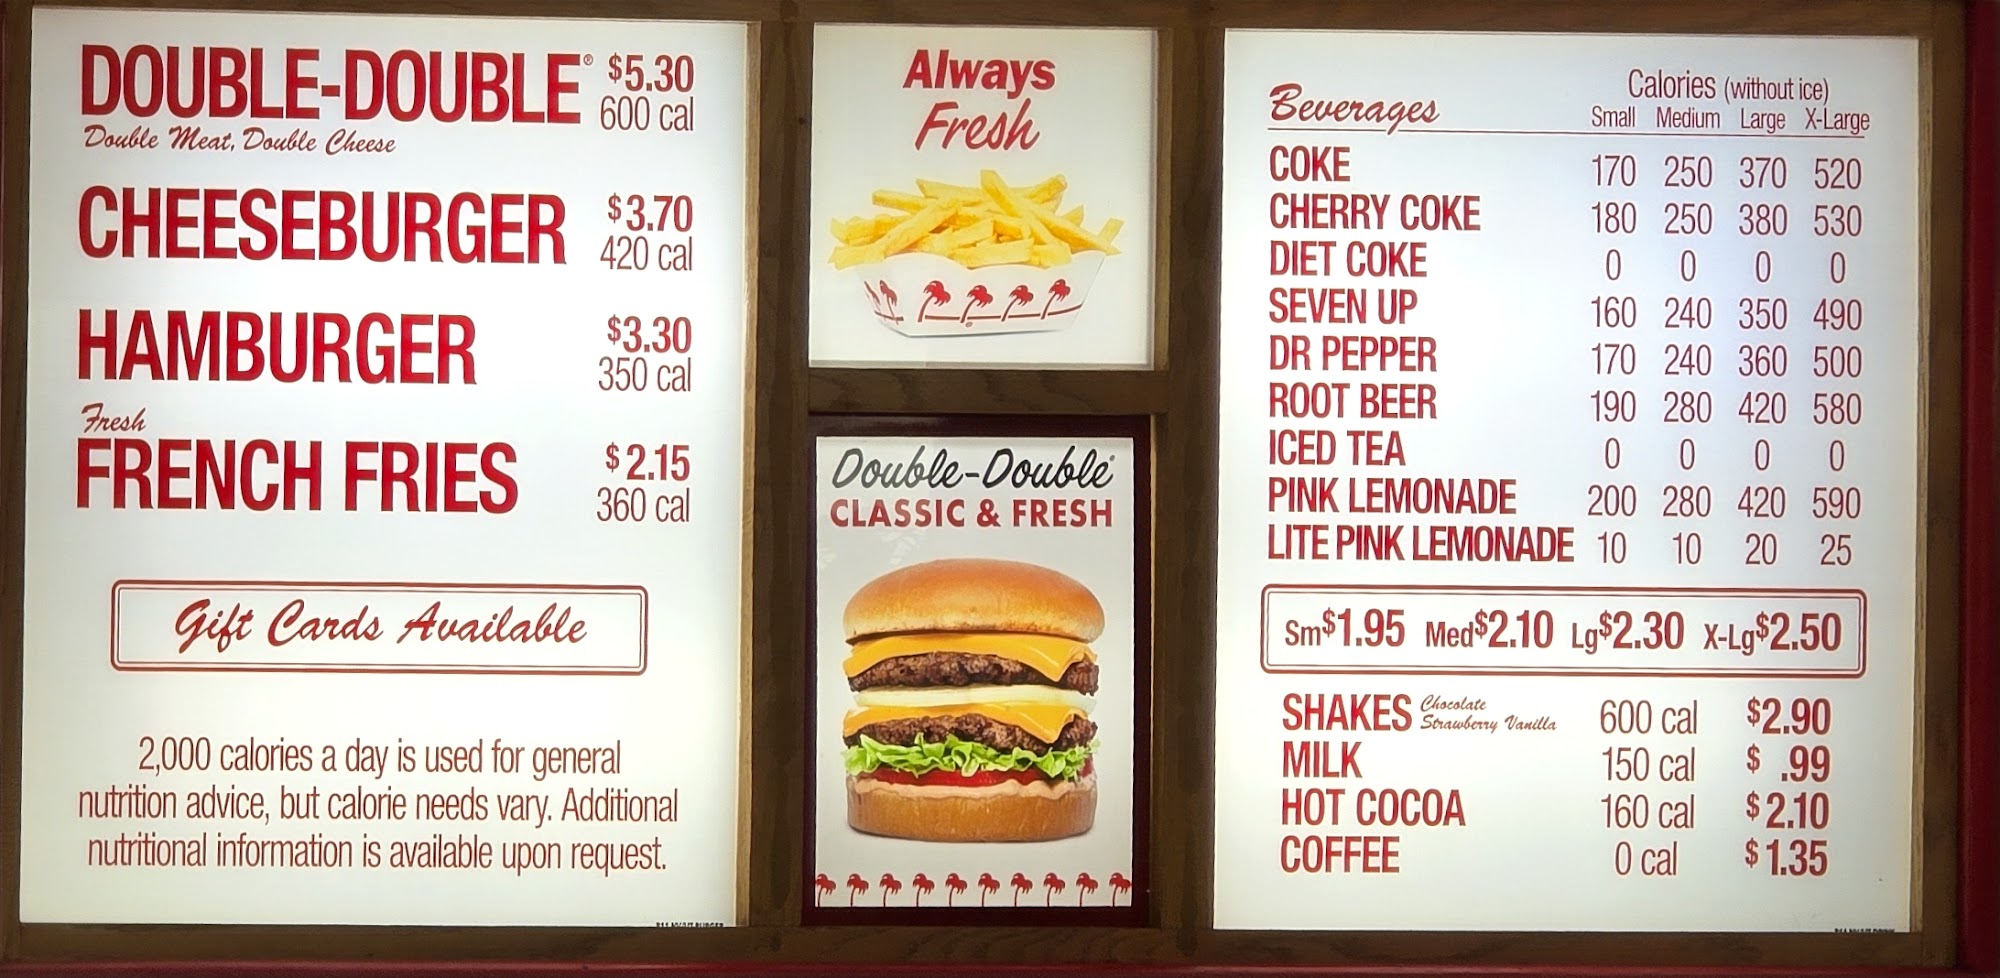 DOUBLE-DOUBLE® $5.30
600 cal
Double Meat, Double Cheese
CHEESEBURGER $3.70
420 cal
HAMBURGER $3.30
350 cal
Fresh
FRENCH FRIES $2.15
360 cal
Gift Cards Available
2,000 calories a day is used for general
nutrition advice, but calorie needs vary. Additional
nutritional information is available upon request.
Always
Fresh
Double-Double®
CLASSIC & FRESH
Beverages
Calories (without ice)
Small Medium Large X-Large
COKE 170 250 370 520
CHERRY COKE 180 250 380 530
DIET COKE 0 0 0 0
SEVEN UP 160 240 350 490
DR PEPPER 170 240 360 500
ROOT BEER 190 280 420 580
ICED TEA 0 0 0 0
PINK LEMONADE 200 280 420 590
LITE PINK LEMONADE 10 10 20 25
Sm$1.95 Med$2.10 Lg$2.30 X-Lg$2.50
SHAKES Chocolate Strawberry Vanilla 600 cal $2.90
MILK 150 cal $ .99
HOT COCOA 160 cal $2.10
COFFEE 0 cal $1.35